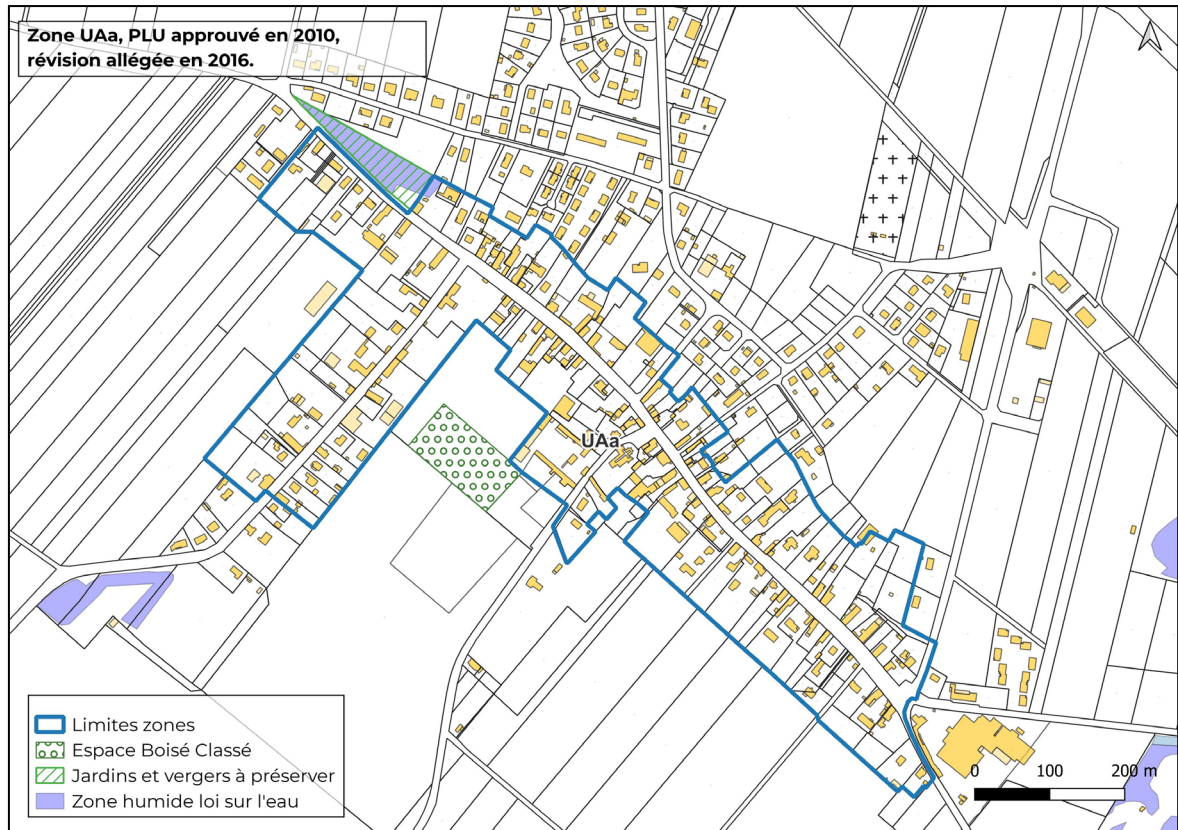 Zone UAa, PLU approuvé en 2010,
révision allégée en 2016.
UAa
Limites zones
Espace Boisé Classé
Jardins et vergers à préserver
Zone humide loi sur l'eau
0 100 200 m